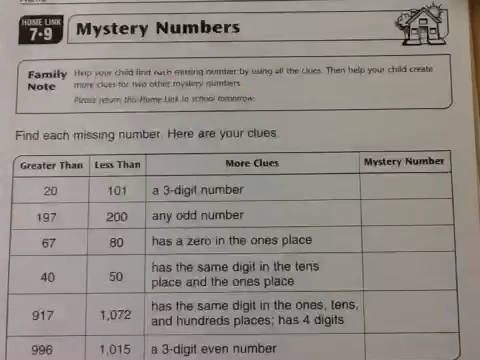 HOME LINK
7•9
Mystery Numbers
Family Note
Help your child find each missing number by using all the clues. Then help your child create
more clues for two other mystery numbers.
Please return this Home Link to school tomorrow.
Find each missing number. Here are your clues.
Greater Than Less Than More Clues Mystery Number
20 101 a 3-digit number
197 200 any odd number
67 80 has a zero in the ones place
40 50 has the same digit in the tens
place and the ones place
917 1,072 has the same digit in the ones, tens,
and hundreds places; has 4 digits
996 1,015 a 3-digit even number